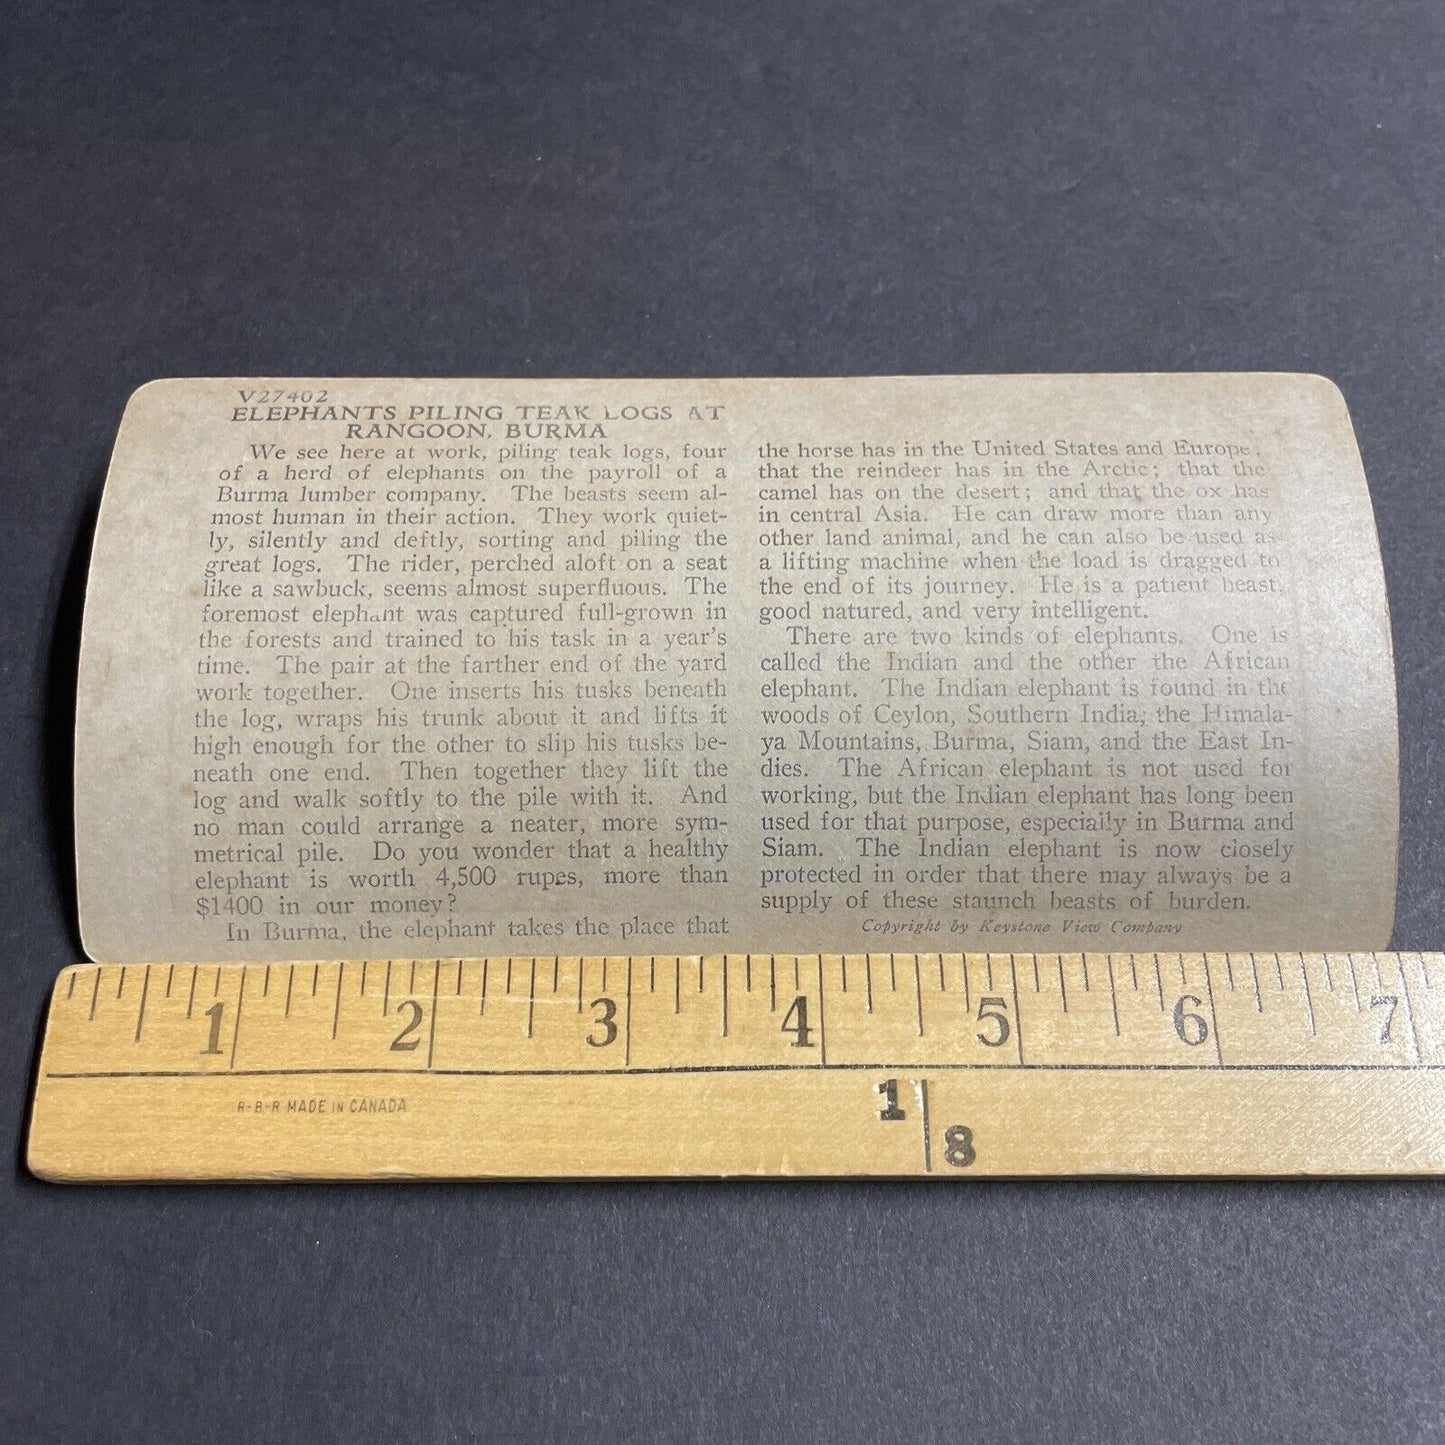 V27402
ELEPHANTS PILING TEAK LOGS AT
RANGOON, BURMA
We see here at work, piling teak logs, four
of a herd of elephants on the payroll of a
Burma lumber company. The beasts seem al-
most human in their action. They work quiet-
ly, silently and deftly, sorting and piling the
great logs. The rider, perched aloft on a seat
like a sawbuck, seems almost superfluous. The
foremost elephant was captured full-grown in
the forests and trained to his task in a year's
time. The pair at the farther end of the yard
work together. One inserts his tusks beneath
the log, wraps his trunk about it and lifts it
high enough for the other to slip his tusks be-
neath one end. Then together they lift the
log and walk softly to the pile with it. And
no man could arrange a neater, more sym-
metrical pile. Do you wonder that a healthy
elephant is worth 4,500 rupes, more than
$1400 in our money?
In Burma, the elephant takes the place that
the horse has in the United States and Europe;
that the reindeer has in the Arctic; that the
camel has on the desert; and that the ox has
in central Asia. He can draw more than any
other land animal, and he can also be used as
a lifting machine when the load is dragged to
the end of its journey. He is a patient beast,
good natured, and very intelligent.
There are two kinds of elephants. One is
called the Indian and the other the African
elephant. The Indian elephant is found in the
woods of Ceylon, Southern India, the Himala-
ya Mountains, Burma, Siam, and the East In-
dies. The African elephant is not used for
working, but the Indian elephant has long been
used for that purpose, especially in Burma and
Siam. The Indian elephant is now closely
protected in order that there may always be a
supply of these staunch beasts of burden.
Copyright by Keystone View Company
1 2 3 4 5 6 7
R-B-R MADE IN CANADA
1
8